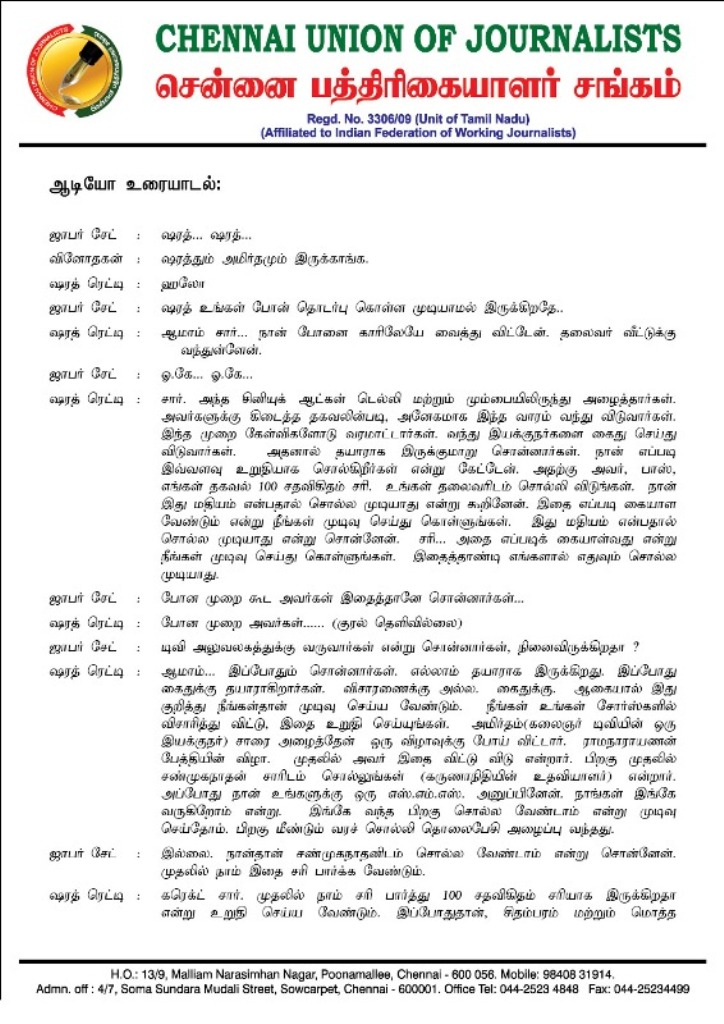 CHENNAI UNION OF JOURNALISTS
சென்னை பத்திரிகையாளர் சங்கம்
Regd. No. 3306/09 (Unit of Tamil Nadu)
(Affiliated to Indian Federation of Working Journalists)
ஆடியோ உரையாடல்:
ஜாபர் சேட் : ஷரத்... ஷரத்...
வினோதகன் : ஷரத்தும் அமிர்தமும் இருக்காங்க.
ஷரத் ரெட்டி : ஹலோ
ஜாபர் சேட் : ஷரத் உங்கள் போன் தொடர்பு கொள்ள முடியாமல் இருக்கிறதே..
ஷரத் ரெட்டி : ஆமாம் சார்... நான் போனை காரிலேயே வைத்து விட்டேன். தலைவர் வீட்டுக்கு
வந்துள்ளேன்.
ஜாபர் சேட் : ஓ.கே... ஓ.கே...
ஷரத் ரெட்டி : சார். அந்த சினியுக் ஆட்கள் டெல்லி மற்றும் மும்பையிலிருந்து அழைத்தார்கள்.
அவர்களுக்கு கிடைத்த தகவலின்படி, அனேகமாக இந்த வாரம் வந்து விடுவார்கள்.
இந்த முறை கேள்விகளோடு வரமாட்டார்கள். வந்து இயக்குநர்களை கைது செய்து
விடுவார்கள். அதனால் தயாராக இருக்குமாறு சொன்னார்கள். நான் எப்படி
இவ்வளவு உறுதியாக சொல்கிறீர்கள் என்று கேட்டேன். அதற்கு அவர், பாஸ்,
எங்கள் தகவல் 100 சதவிகிதம் சரி. உங்கள் தலைவரிடம் சொல்லி விடுங்கள். நான்
இது மதியம் என்பதால் சொல்ல முடியாது என்று கூறினேன். இதை எப்படி கையாள
வேண்டும் என்று நீங்கள் முடிவு செய்து கொள்ளுங்கள். இது மதியம் என்பதால்
சொல்ல முடியாது என்று சொன்னேன். சரி... அதை எப்படிக் கையாள்வது என்று
நீங்கள் முடிவு செய்து கொள்ளுங்கள். இதைத்தாண்டி எங்களால் எதுவும் சொல்ல
முடியாது.
ஜாபர் சேட் : போன முறை கூட அவர்கள் இதைத்தானே சொன்னார்கள்...
ஷரத் ரெட்டி : போன முறை அவர்கள்...... (குரல் தெளிவில்லை)
ஜாபர் சேட் : டிவி அலுவலகத்துக்கு வருவார்கள் என்று சொன்னார்கள், நினைவிருக்கிறதா ?
ஷரத் ரெட்டி : ஆமாம்... இப்போதும் சொன்னார்கள். எல்லாம் தயாராக இருக்கிறது. இப்போது
கைதுக்கு தயாராகிறார்கள். விசாரணைக்கு அல்ல. கைதுக்கு. ஆகையால் இது
குறித்து நீங்கள்தான் முடிவு செய்ய வேண்டும். நீங்கள் உங்கள் சோர்ஸ்களில்
விசாரித்து விட்டு, இதை உறுதி செய்யுங்கள். அமிர்தம்(கலைஞர் டிவியின் ஒரு
இயக்குநர்) சாரை அழைத்தேன் ஒரு விழாவுக்கு போய் விட்டார். ராமநாராயணன்
பேத்தியின் விழா. முதலில் அவர் இதை விட்டு விடு என்றார். பிறகு முதலில்
சண்முகநாதன் சாரிடம் சொல்லுங்கள் (கருணாநிதியின் உதவியாளர்) என்றார்.
அப்போது நான் உங்களுக்கு ஒரு எஸ்.எம்.எஸ். அனுப்பினேன். நாங்கள் இங்கே
வருகிறோம் என்று. இங்கே வந்த பிறகு சொல்ல வேண்டாம் என்று முடிவு
செய்தோம். பிறகு மீண்டும் வரச் சொல்லி தொலைபேசி அழைப்பு வந்தது.
ஜாபர் சேட் : இல்லை. நான்தான் சண்முகநாதனிடம் சொல்ல வேண்டாம் என்று சொன்னேன்.
முதலில் நாம் இதை சரி பார்க்க வேண்டும்.
ஷரத் ரெட்டி : கரெக்ட் சார். முதலில் நாம் சரி பார்த்து 100 சதவிகிதம் சரியாக இருக்கிறதா
என்று உறுதி செய்ய வேண்டும். இப்போதுதான், சிதம்பரம் மற்றும் மொத்த
H.O.: 13/9, Malliam Narasimhan Nagar, Poonamallee, Chennai - 600 056. Mobile: 98408 31914.
Admn. off : 4/7, Soma Sundara Mudali Street, Sowcarpet, Chennai - 600001. Office Tel: 044-2523 4848 Fax: 044-25234499